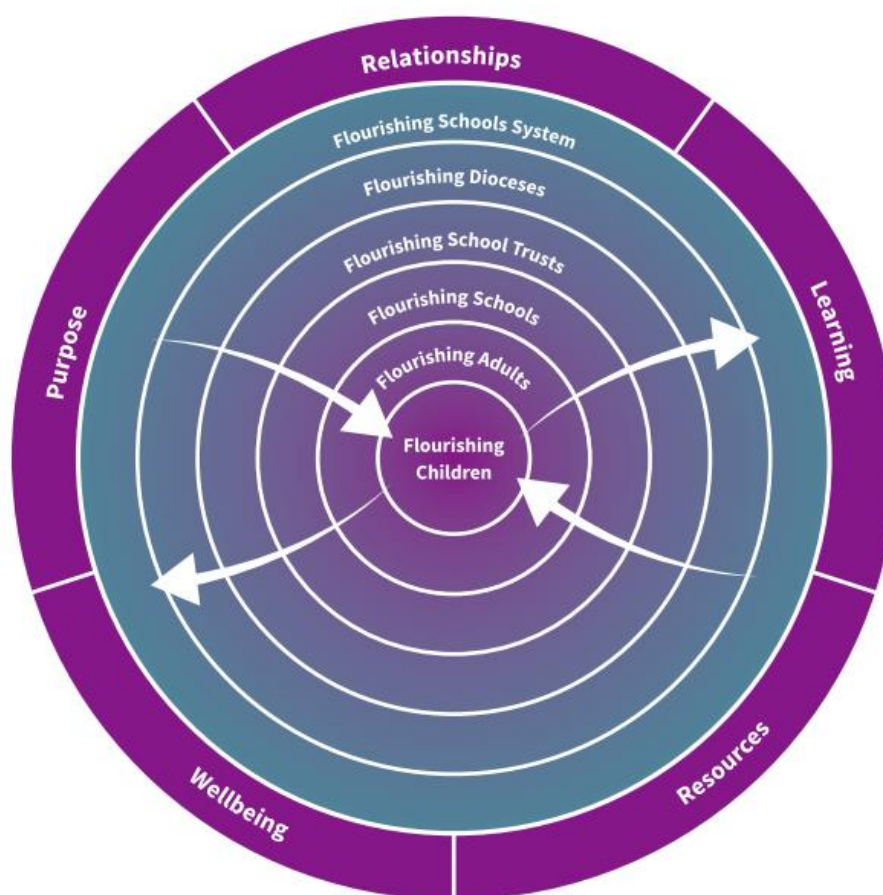 Relationships
Flourishing Schools System
Flourishing Dioceses
Flourishing School Trusts
Flourishing Schools
Flourishing Adults
Flourishing
Children
Purpose
Learning
Wellbeing
Resources